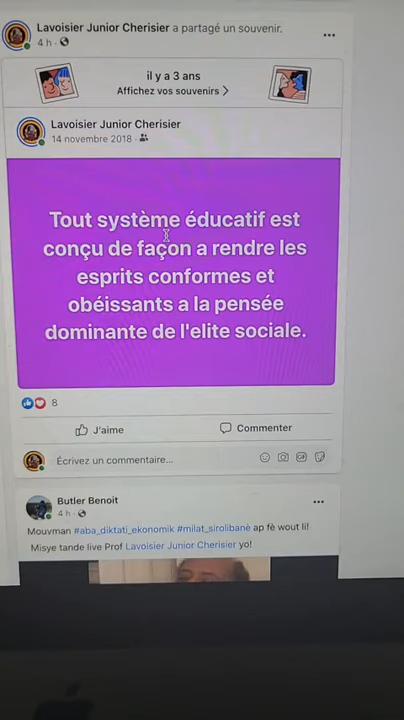 Lavoisier Junior Cherisier a partagé un souvenir.
4 h ·
il y a 3 ans
Affichez vos souvenirs
Lavoisier Junior Cherisier
14 novembre 2018 ·
Tout système éducatif est
conçu de façon a rendre les
esprits conformes et
obéissants a la pensée
dominante de l'elite sociale.
8
J'aime
Commenter
Écrivez un commentaire...
GIF
Butler Benoit
4 h ·
Mouvman #aba_diktati_ekonomik #milat_sirolibanè ap fè wout li!
Misye tande live Prof Lavoisier Junior Cherisier yo!